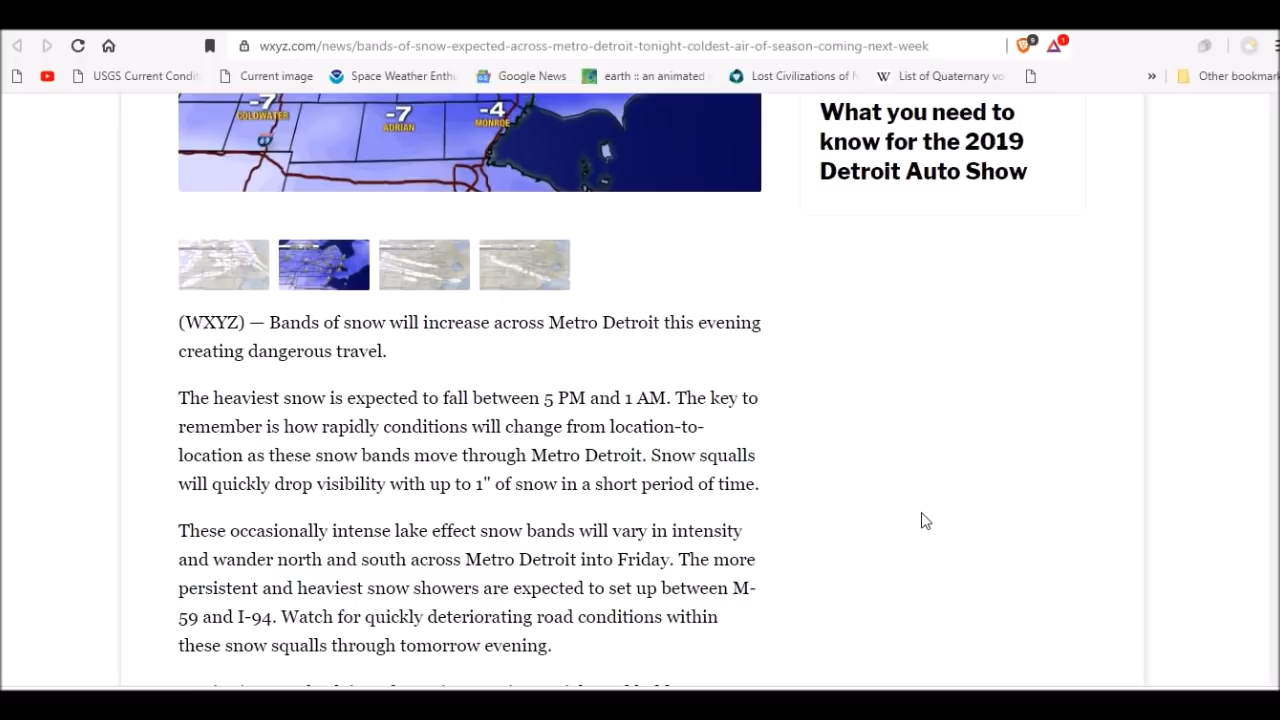 wxyz.com/news/bands-of-snow-expected-across-metro-detroit-tonight-coldest-air-of-season-coming-next-week
9
1
USGS Current Condit
Current image
Space Weather Enthu
Google News
earth :: an animated
Lost Civilizations of
List of Quaternary vo
»
Other bookmark
-7
COLDWATER
-7
ADRIAN
-4
MONROE
What you need to
know for the 2019
Detroit Auto Show
(WXYZ) — Bands of snow will increase across Metro Detroit this evening
creating dangerous travel.
The heaviest snow is expected to fall between 5 PM and 1 AM. The key to
remember is how rapidly conditions will change from location-to-
location as these snow bands move through Metro Detroit. Snow squalls
will quickly drop visibility with up to 1" of snow in a short period of time.
These occasionally intense lake effect snow bands will vary in intensity
and wander north and south across Metro Detroit into Friday. The more
persistent and heaviest snow showers are expected to set up between M-
59 and I-94. Watch for quickly deteriorating road conditions within
these snow squalls through tomorrow evening.